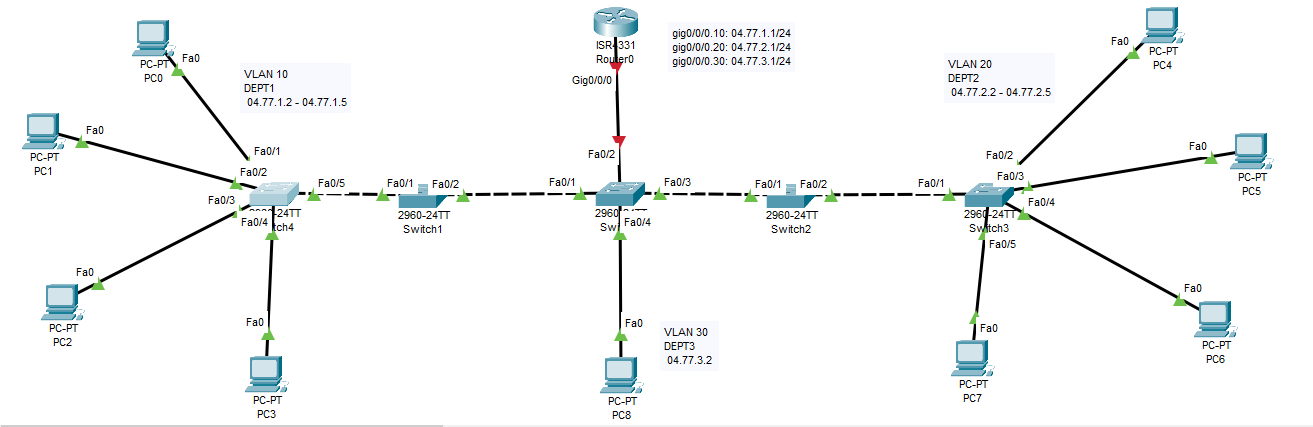 Fa0
PC-PT
PC0
VLAN 10
DEPT1
04.77.1.2 - 04.77.1.5
Fa0
PC-PT
PC1
Fa0/1
Fa0/2
Fa0/3
Fa0/4
Fa0/5
2960-24TT
tch4
Fa0
PC-PT
PC2
Fa0
PC-PT
PC3
Fa0/1
Fa0/2
2960-24TT
Switch1
ISR4331
Router0
Gig0/0/0
gig0/0/0.10: 04.77.1.1/24
gig0/0/0.20: 04.77.2.1/24
gig0/0/0.30: 04.77.3.1/24
Fa0/2
Fa0/1
Fa0/3
Fa0/4
Fa0
PC-PT
PC8
VLAN 30
DEPT3
04.77.3.2
Fa0/1
Fa0/2
2960-24TT
Switch2
VLAN 20
DEPT2
04.77.2.2 - 04.77.2.5
Fa0/1
Fa0/2
Fa0/3
Fa0/4
Fa0/5
2960-24TT
Switch3
Fa0
PC-PT
PC4
Fa0
PC-PT
PC5
Fa0
PC-PT
PC6
Fa0
PC-PT
PC7